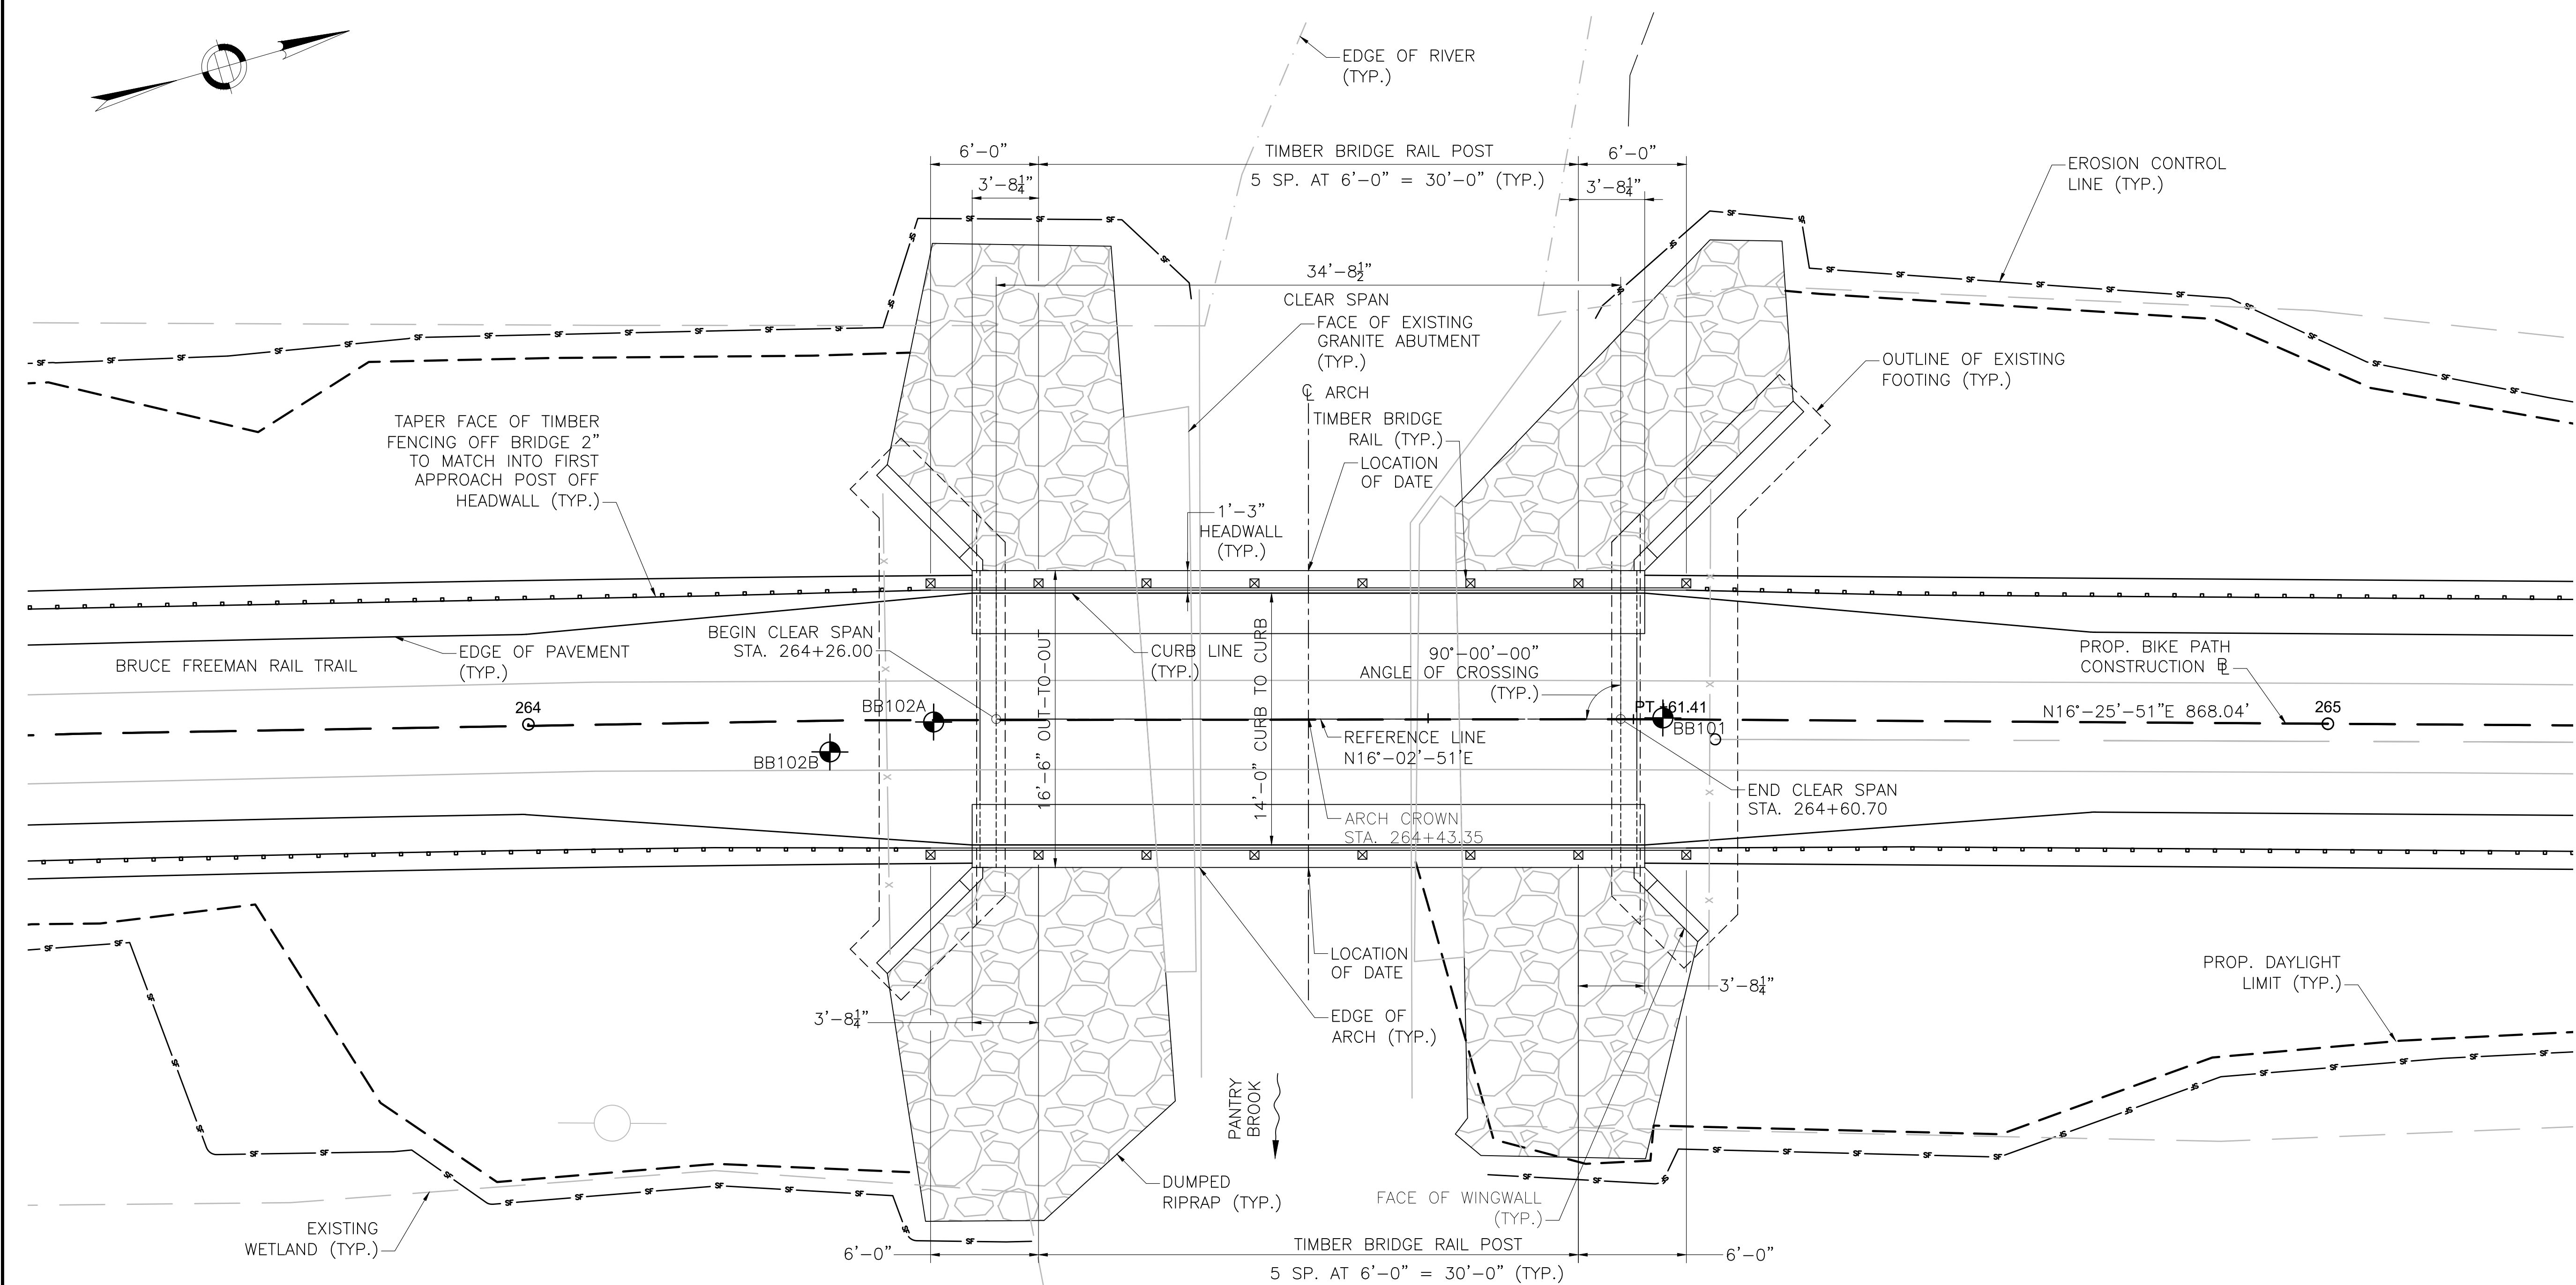 EDGE OF RIVER
(TYP.)
6'-0"
TIMBER BRIDGE RAIL POST
6'-0"
5 SP. AT 6'-0" = 30'-0" (TYP.)
3'-8¼"
3'-8¼"
EROSION CONTROL
LINE (TYP.)
34'-8½"
CLEAR SPAN
FACE OF EXISTING
GRANITE ABUTMENT
(TYP.)
OUTLINE OF EXISTING
FOOTING (TYP.)
℄ ARCH
TIMBER BRIDGE
RAIL (TYP.)
LOCATION
OF DATE
TAPER FACE OF TIMBER
FENCING OFF BRIDGE 2"
TO MATCH INTO FIRST
APPROACH POST OFF
HEADWALL (TYP.)
1'-3"
HEADWALL
(TYP.)
BEGIN CLEAR SPAN
STA. 264+26.00
EDGE OF PAVEMENT
(TYP.)
BRUCE FREEMAN RAIL TRAIL
CURB LINE
(TYP.)
16'-6" OUT-TO-OUT
14'-0" CURB TO CURB
90°-00'-00"
ANGLE OF CROSSING
(TYP.)
PROP. BIKE PATH
CONSTRUCTION BL
264
BB102A
BB102B
PT +61.41
BB101
N16°-25'-51"E 868.04'
265
REFERENCE LINE
N16°-02'-51'E
END CLEAR SPAN
STA. 264+60.70
ARCH CROWN
STA. 264+43.35
LOCATION
OF DATE
3'-8¼"
3'-8¼"
EDGE OF
ARCH (TYP.)
PROP. DAYLIGHT
LIMIT (TYP.)
PANTRY
BROOK
DUMPED
RIPRAP (TYP.)
FACE OF WINGWALL
(TYP.)
EXISTING
WETLAND (TYP.)
6'-0"
TIMBER BRIDGE RAIL POST
6'-0"
5 SP. AT 6'-0" = 30'-0" (TYP.)